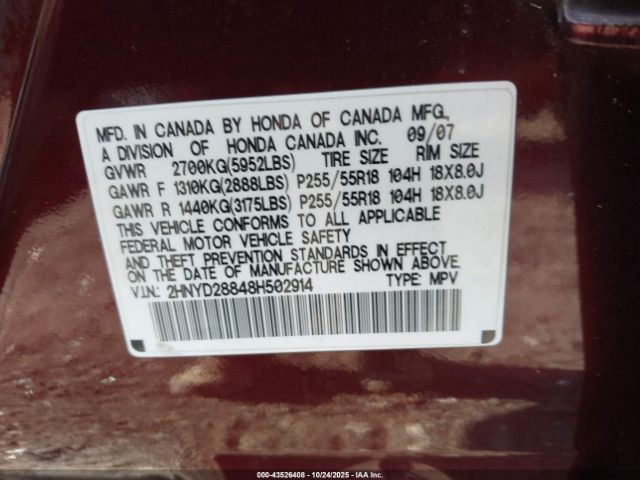 MFD. IN CANADA BY HONDA OF CANADA MFG.,
A DIVISION OF HONDA CANADA INC. 09/07
GVWR 2700KG(5952LBS) TIRE SIZE RIM SIZE
GAWR F 1310KG(2888LBS) P255/55R18 104H 18X8.0J
GAWR R 1440KG(3175LBS) P255/55R18 104H 18X8.0J
THIS VEHICLE CONFORMS TO ALL APPLICABLE
FEDERAL MOTOR VEHICLE SAFETY
AND THEFT PREVENTION STANDARDS IN EFFECT
ON THE DATE OF MANUFACTURE SHOWN ABOVE.
V.I.N.: 2HNYD28848H502914 TYPE: MPV
000-43526408 - 10/24/2025 - IAA Inc.